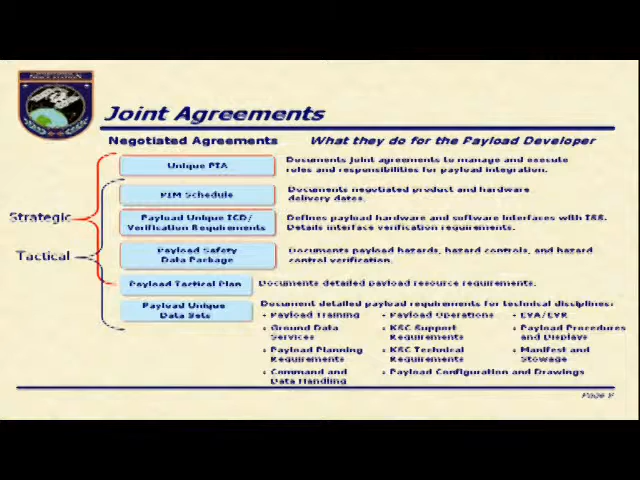 Joint Agreements
Negotiated Agreements
What they do for the Payload Developer
Unique PIA
Documents Joint agreements to manage and execute
roles and responsibilities for payload integration.
Strategic
PIM Schedule
Documents negotiated product and hardware
delivery dates.
Payload Unique ICD/
Verification Requirements
Defines payload hardware and software Interfaces with ISS.
Details interface verification requirements.
Tactical
Payload Safety
Data Package
Documents payload hazards, hazard controls, and hazard
control verification.
Payload Tactical Plan
Documents detailed payload resource requirements.
Payload Unique
Data Sets
Document detailed payload requirements for technical disciplines:
• Payload Training
• Payload Operations
• EVA/EVR
• Ground Data
Services
• KSC Support
Requirements
• Payload Procedures
and Displays
• Payload Planning
Requirements
• KSC Technical
Requirements
• Manifest and
Stowage
• Command and
Data Handling
• Payload Configuration and Drawings
Page